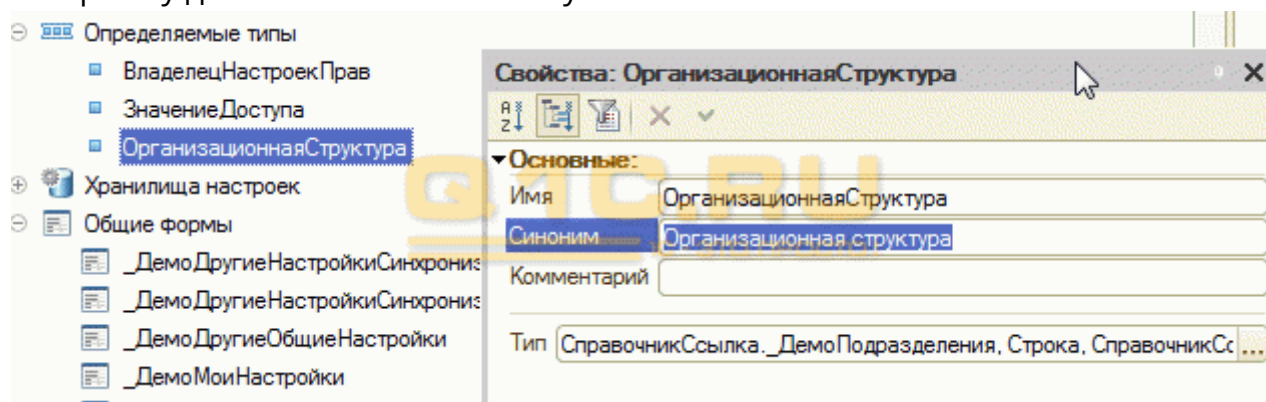 Определяемые типы
ВладелецНастроекПрав
ЗначениеДоступа
ОрганизационнаяСтруктура
Хранилища настроек
Общие формы
_ДемоДругиеНастройкиСинхрониз
_ДемоДругиеНастройкиСинхрониз
_ДемоДругиеОбщиеНастройки
_ДемоМоиНастройки
Свойства: ОрганизационнаяСтруктура
Основные:
Имя ОрганизационнаяСтруктура
Синоним Организационная структура
Комментарий
Тип СправочникСсылка._ДемоПодразделения, Строка, СправочникСс ...
Q1C.RU